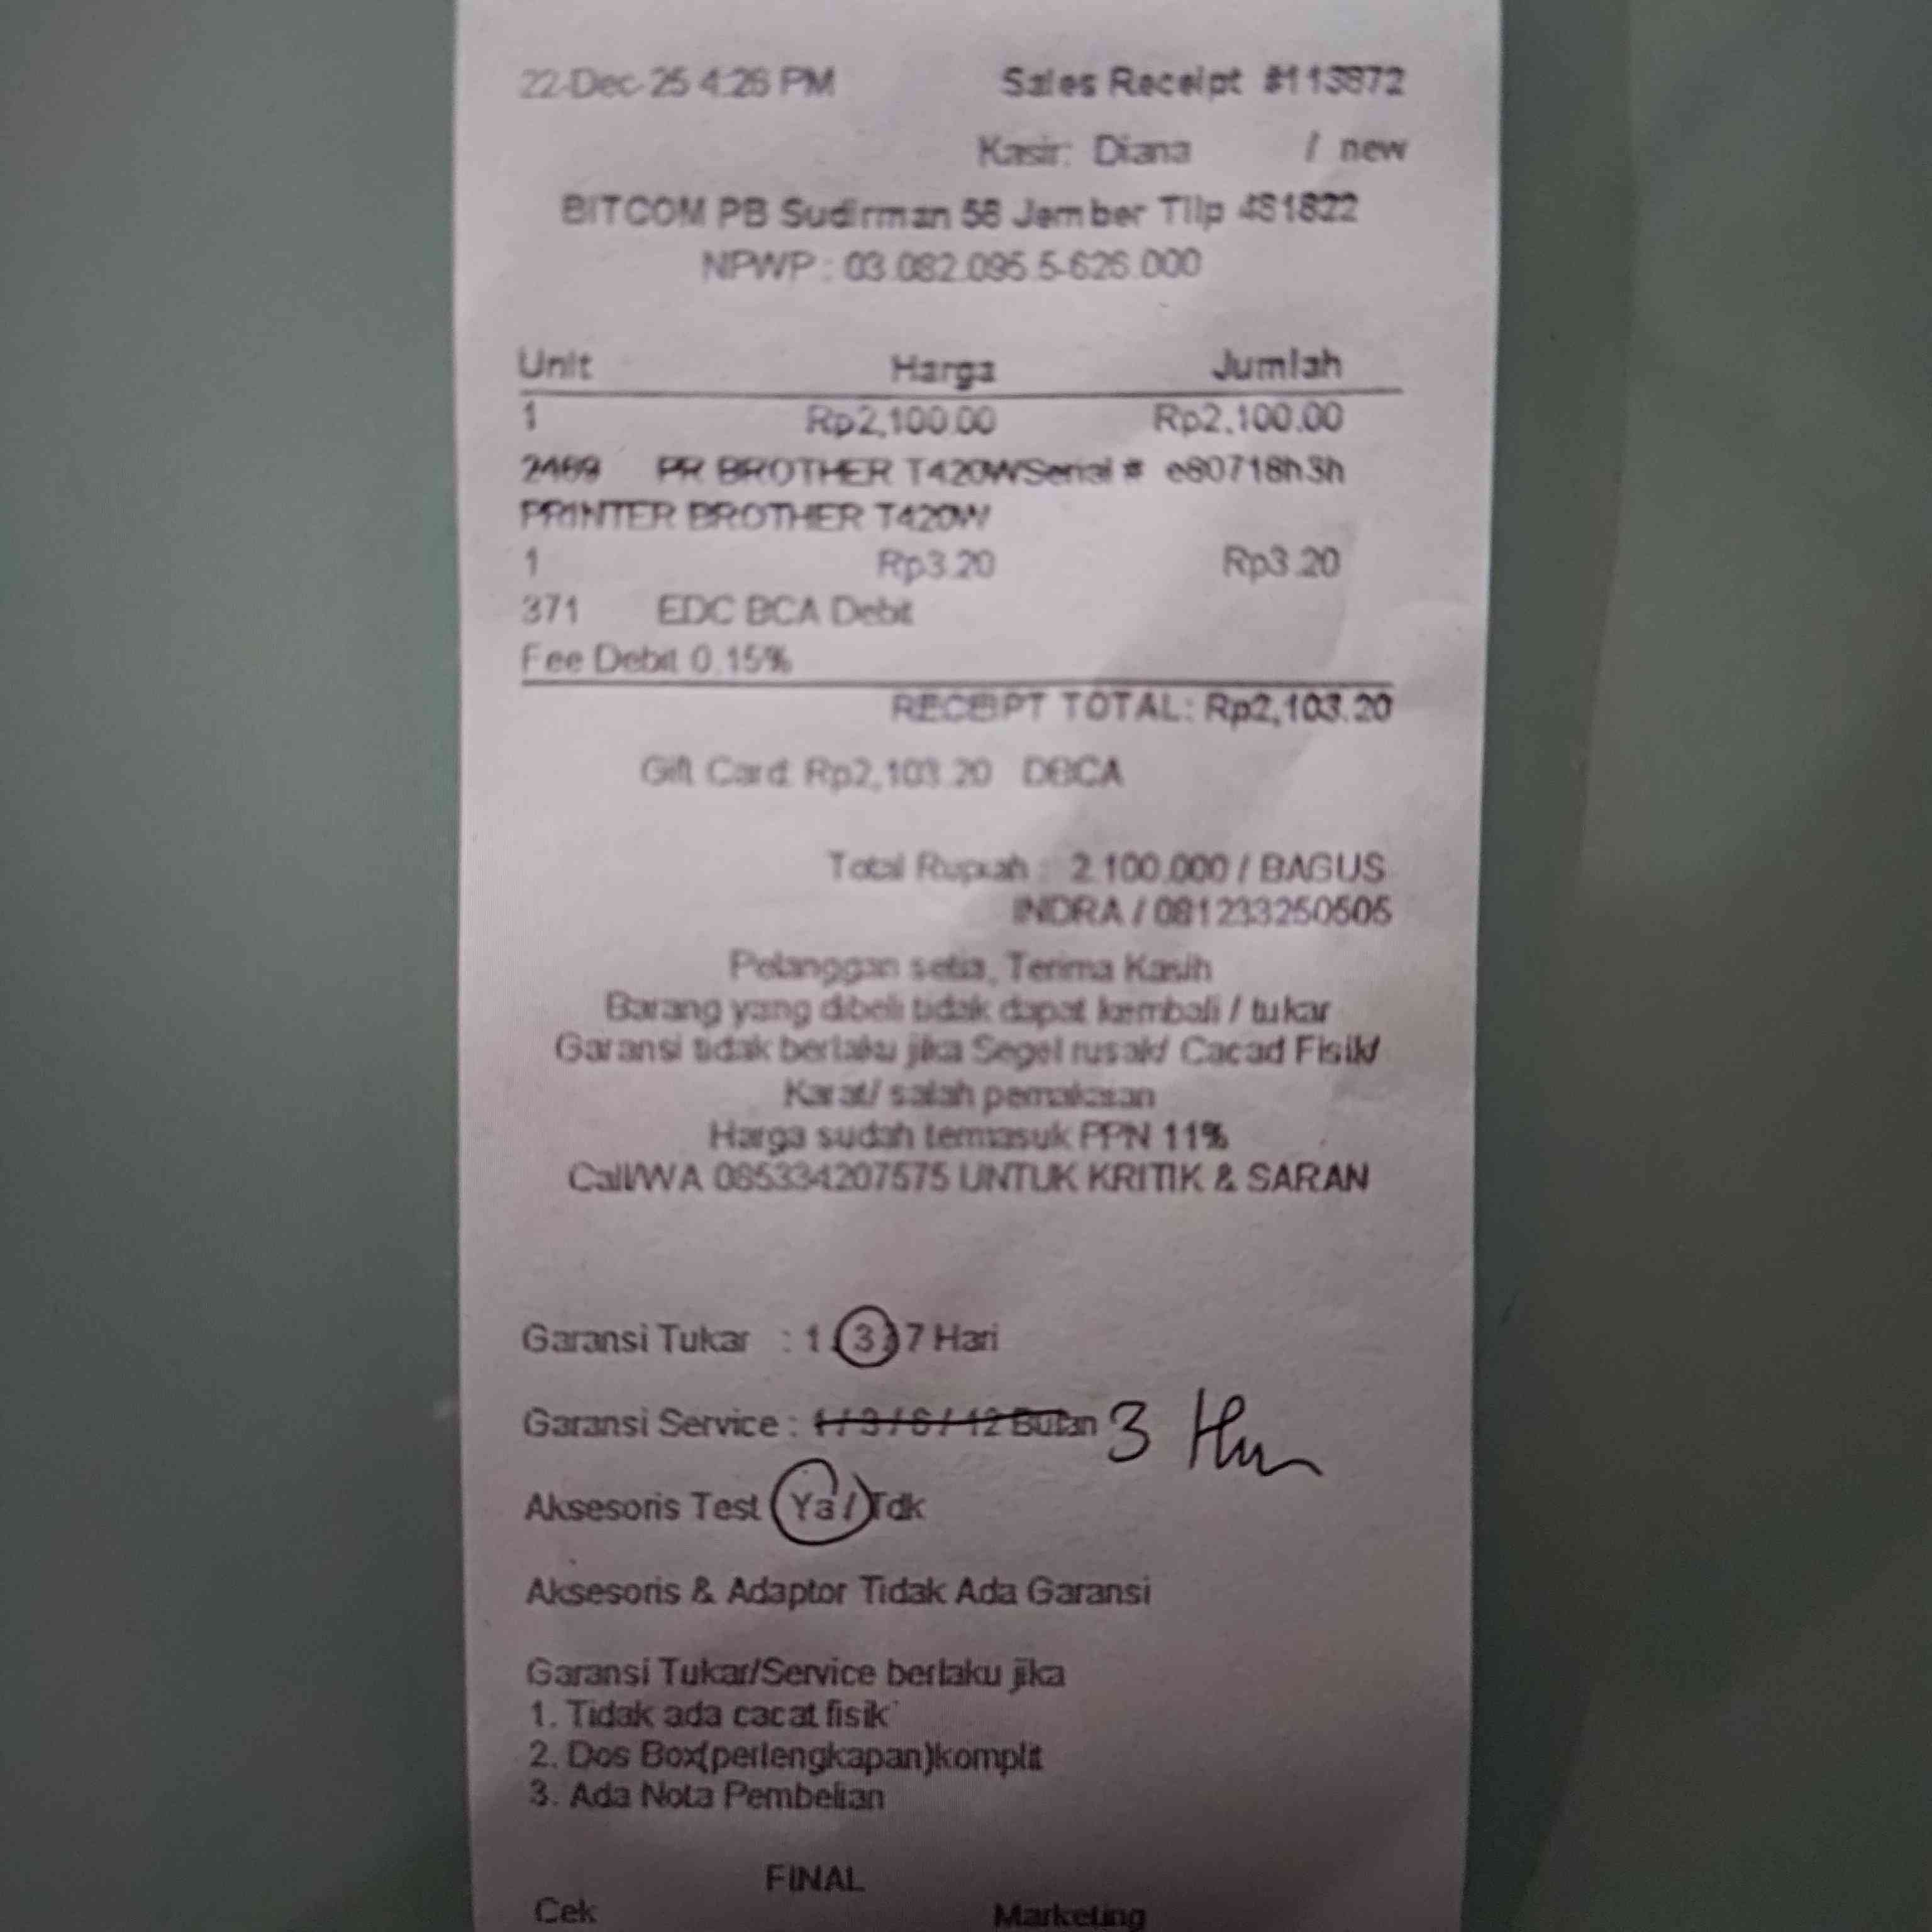 22-Dec-25 4:26 PM Sales Receipt #113872
Kasir: Diana / new
BITCOM PB Sudirman 58 Jember Tllp 481822
NPWP : 03.082.095.5-626.000
Unit Harga Jumlah
1 Rp2,100.00 Rp2,100.00
2469 PR BROTHER T420WSerial # e80718h3h
PRINTER BROTHER T420W
1 Rp3.20 Rp3.20
371 EDC BCA Debit
Fee Debit 0.15%
RECEIPT TOTAL: Rp2,103.20
Gift Card: Rp2,103.20 DBCA
Total Rupiah : 2.100.000 / BAGUS
INDRA / 081233250505
Pelanggan setia, Terima Kasih
Barang yang dibeli tidak dapat kembali / tukar
Garansi tidak berlaku jika Segel rusak/ Cacad Fisik/
Karat/ salah pemakaian
Harga sudah termasuk PPN 11%
Call/WA 085334207575 UNTUK KRITIK & SARAN
Garansi Tukar : 1 / 3 / 7 Hari
Garansi Service : 1 / 3 / 6 / 12 Bulan 3
Aksesoris Test Ya / Tdk
Aksesoris & Adaptor Tidak Ada Garansi
Garansi Tukar/Service berlaku jika
1. Tidak ada cacat fisik
2. Dos Box(perlengkapan)komplit
3. Ada Nota Pembelian
FINAL
Cek Marketing